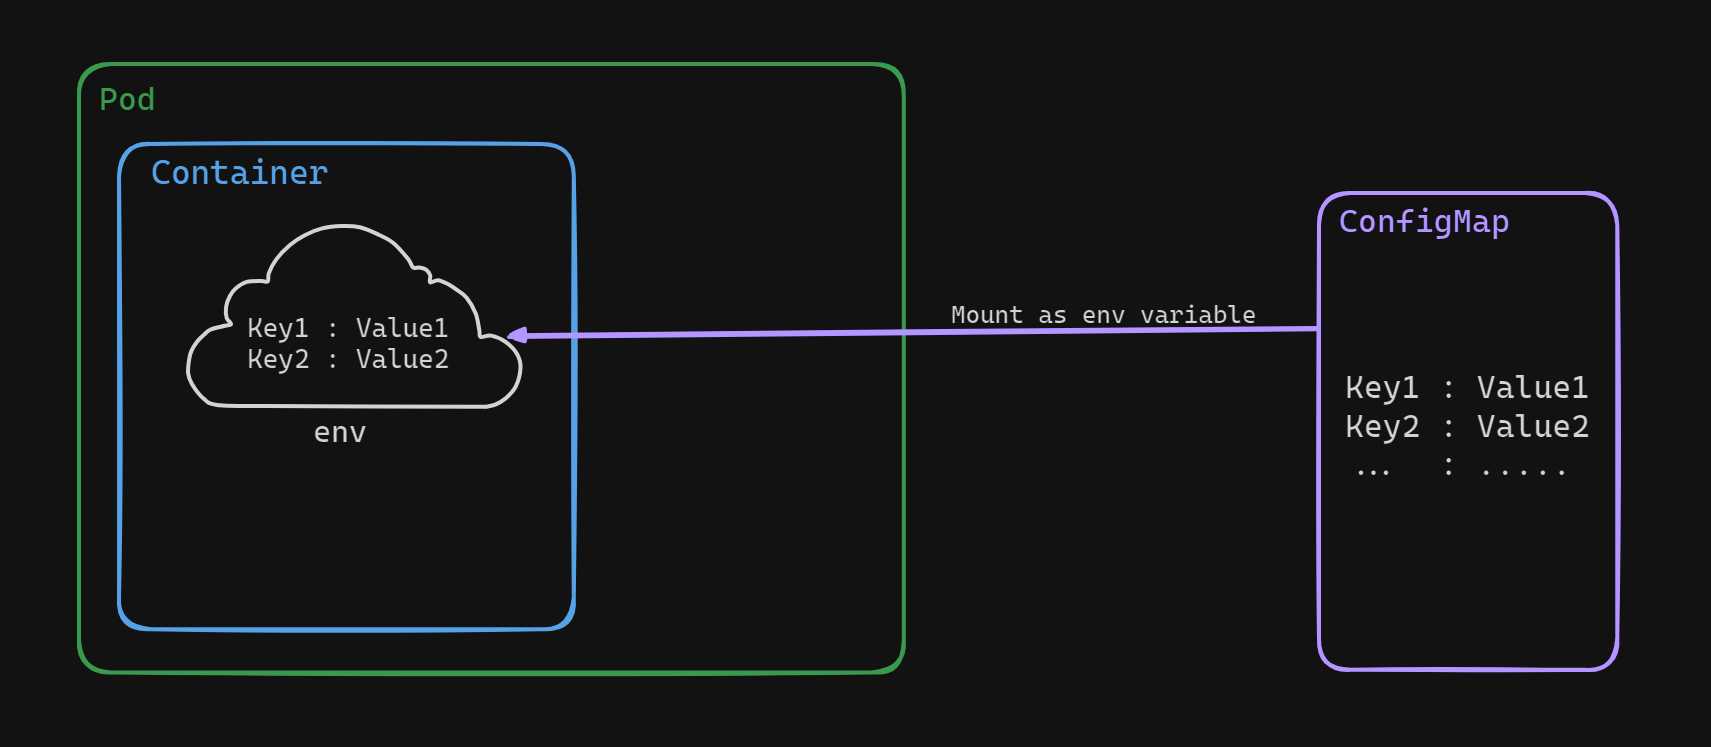 Pod
Container
Key1 : Value1
Key2 : Value2
env
Mount as env variable
ConfigMap
Key1 : Value1
Key2 : Value2
... : .....